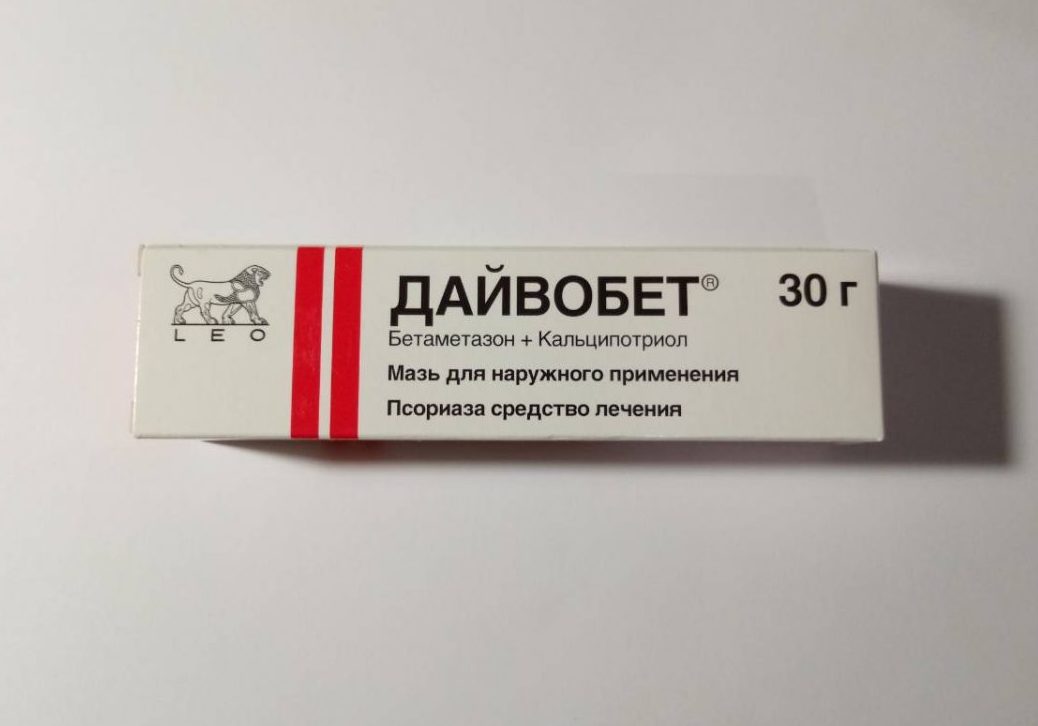 LEO
ДАЙВОБЕТ®
30 г
Бетаметазон + Кальципотриол
Мазь для наружного применения
Псориаза средство лечения